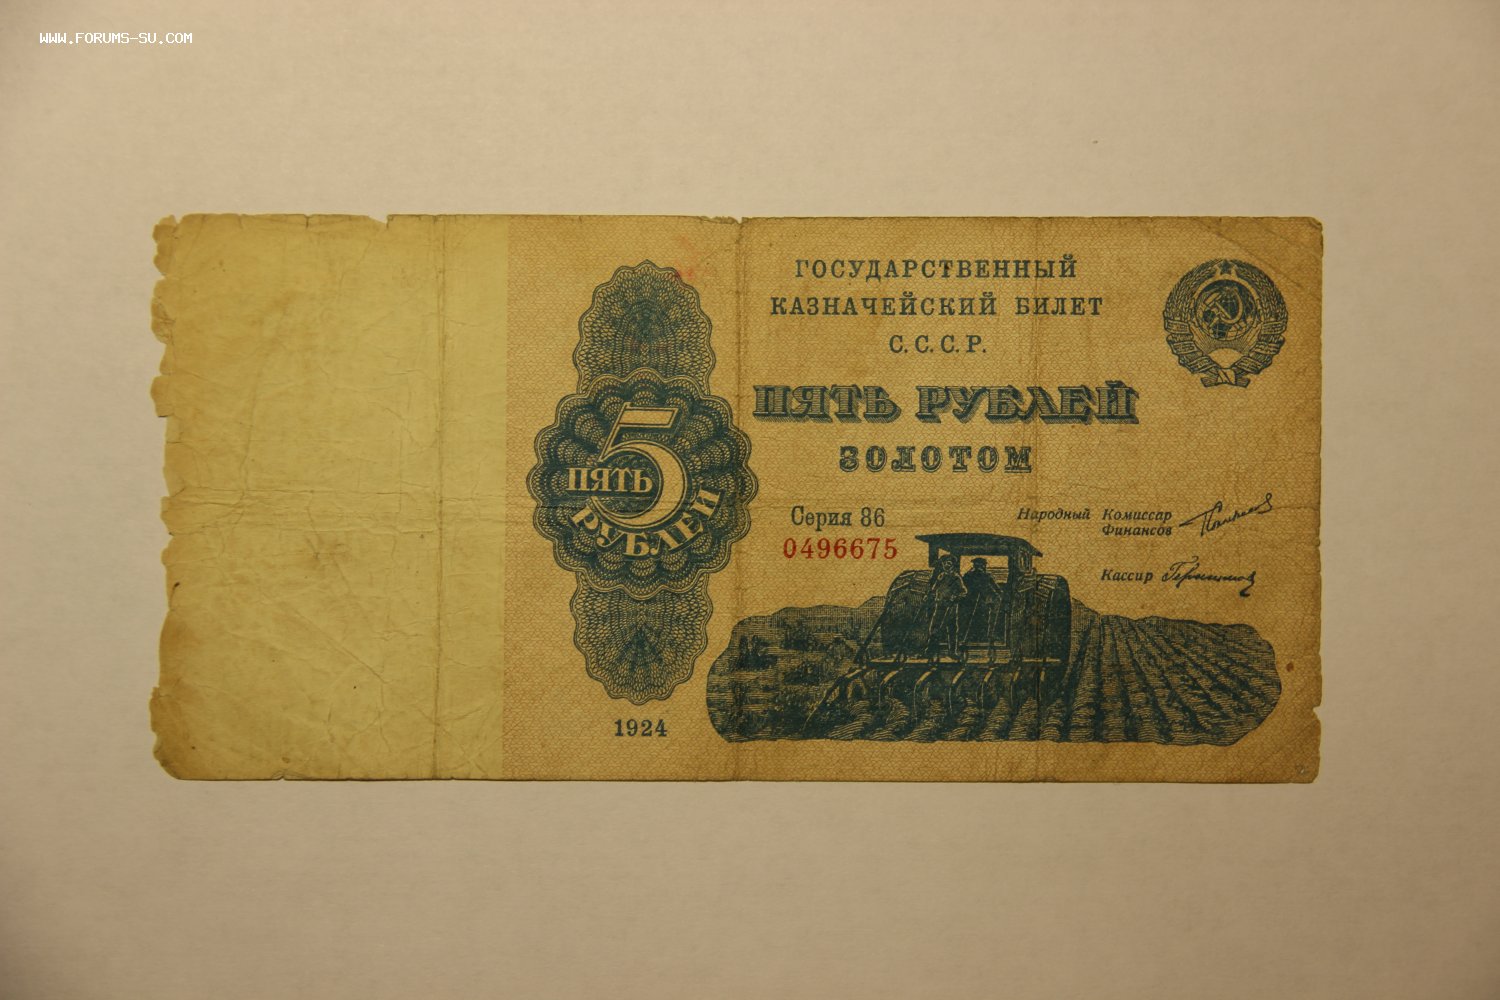 WWW.FORUMS-SU.COM
ГОСУДАРСТВЕННЫЙ
КАЗНАЧЕЙСКИЙ БИЛЕТ
С.С.С.Р.
ПЯТЬ РУБЛЕЙ
ЗОЛОТОМ
5
ПЯТЬ
РУБЛЕЙ
Серия 86
0496675
Народный Комиссар
Финансов
Кассир
1924